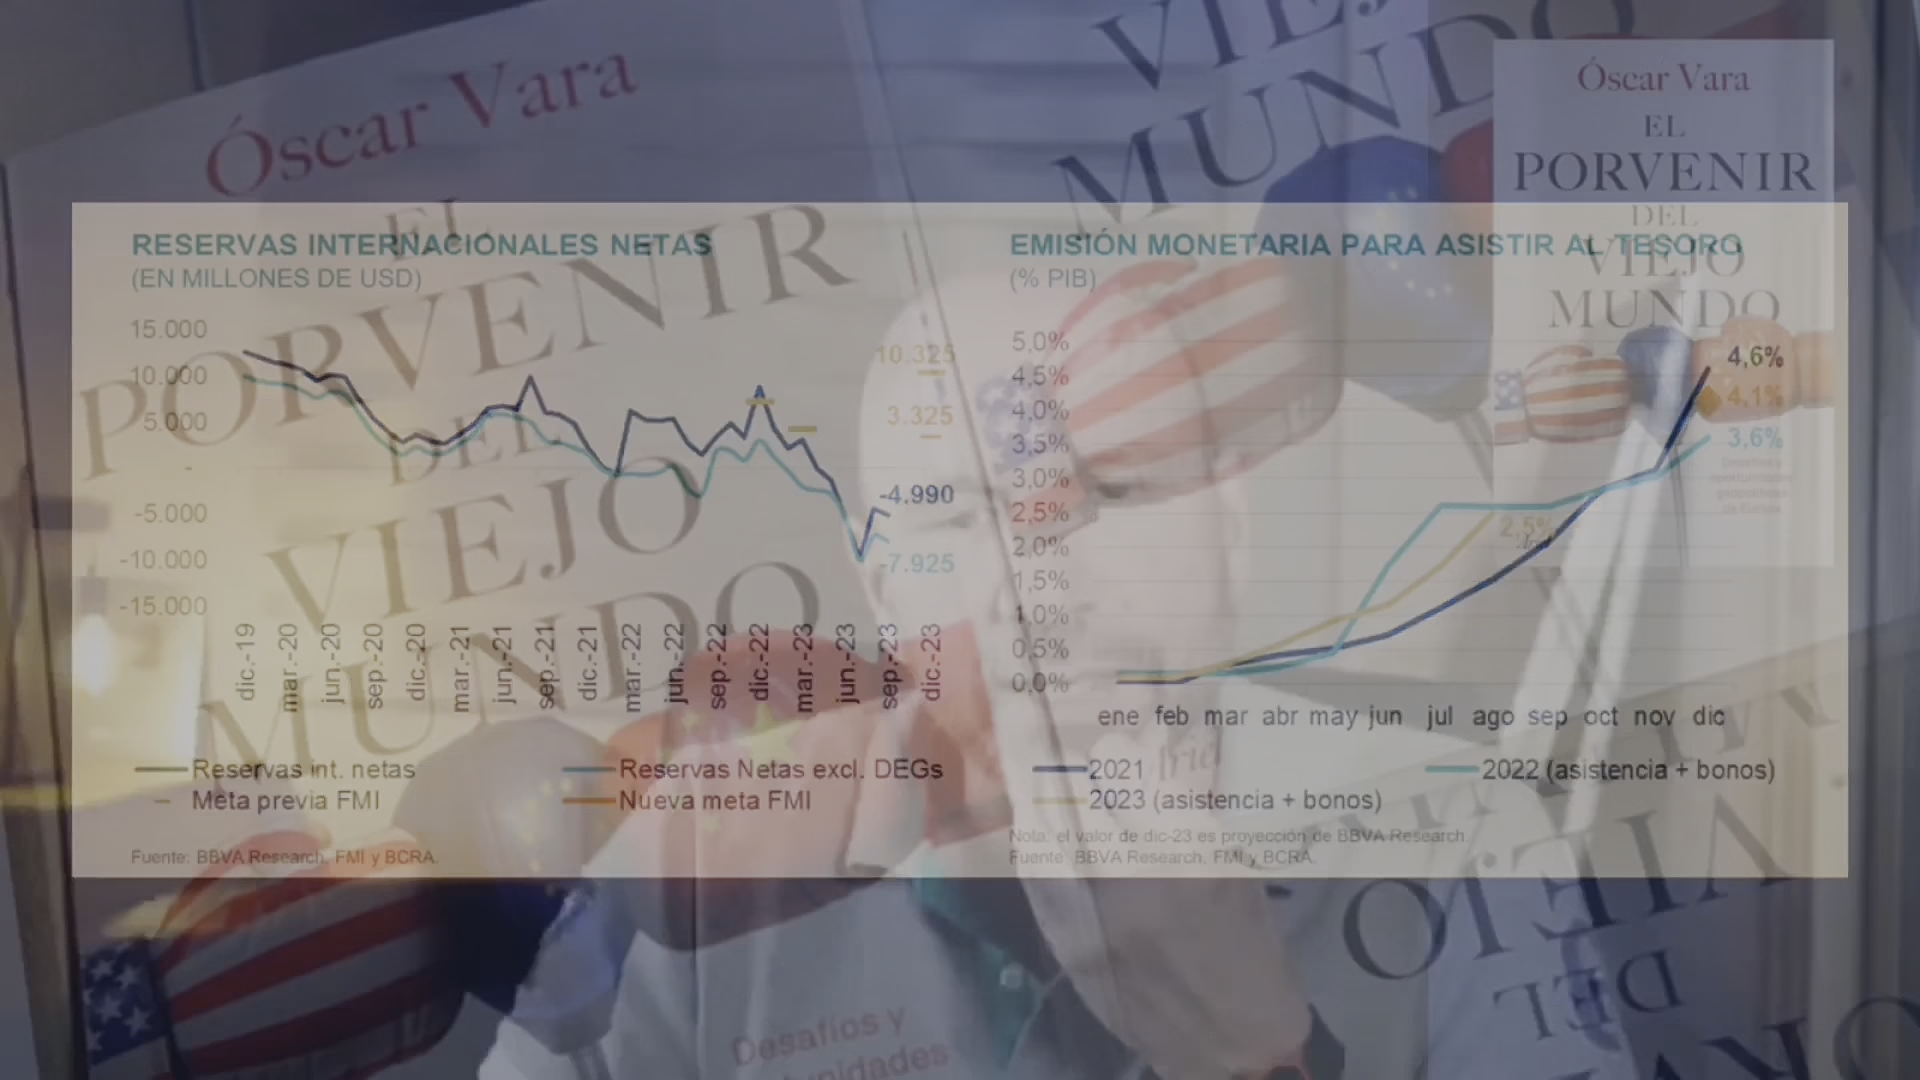 Óscar Vara
EL
PORVENIR
DEL
VIEJO
MUNDO
VIEJO
MUNDO
Óscar Vara
EL
PORVENIR
DEL
VIEJO
MUNDO
RESERVAS INTERNACIONALES NETAS
(EN MILLONES DE USD)
15.000
10.000
5.000
-
-5.000
-10.000
-15.000
10.325
3.325
-4.990
-7.925
dic.-19
mar.-20
jun.-20
sep.-20
dic.-20
mar.-21
jun.-21
sep.-21
dic.-21
mar.-22
jun.-22
sep.-22
dic.-22
mar.-23
jun.-23
sep.-23
dic.-23
Reservas int. netas
Reservas Netas excl. DEGs
Meta previa FMI
Nueva meta FMI
Fuente: BBVA Research, FMI y BCRA.
EMISIÓN MONETARIA PARA ASISTIR AL TESORO
(% PIB)
5,0%
4,5%
4,0%
3,5%
3,0%
2,5%
2,0%
1,5%
1,0%
0,5%
0,0%
4,6%
4,1%
3,6%
2,5%
ene feb mar abr may jun jul ago sep oct nov dic
2021
2022 (asistencia + bonos)
2023 (asistencia + bonos)
Nota: el valor de dic-23 es proyección de BBVA Research.
Fuente: BBVA Research, FMI y BCRA.
VIEJO
DEL
Desafíos y